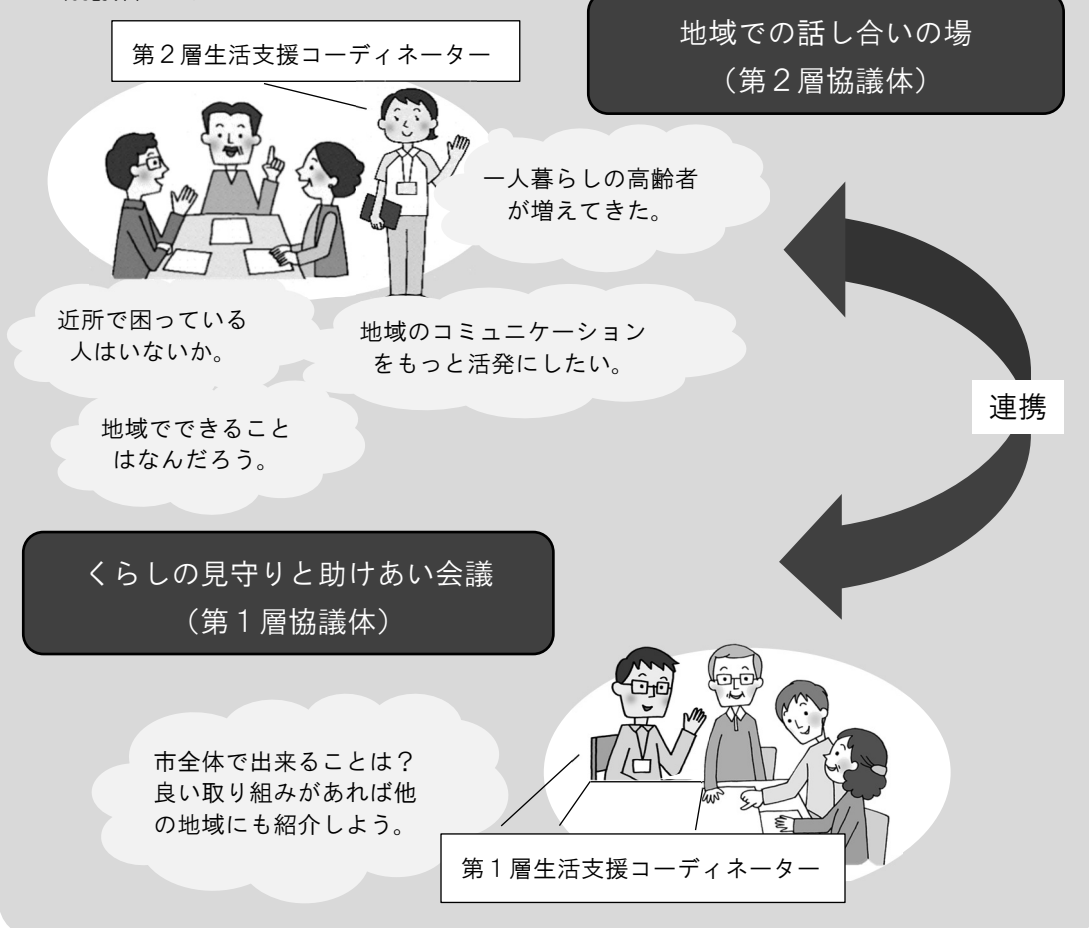 第２層生活支援コーディネーター
地域での話し合いの場
（第２層協議体）
一人暮らしの高齢者
が増えてきた。
近所で困っている
人はいないか。
地域のコミュニケーション
をもっと活発にしたい。
地域でできること
はなんだろう。
連携
くらしの見守りと助けあい会議
（第１層協議体）
市全体で出来ることは？
良い取り組みがあれば他
の地域にも紹介しよう。
第１層生活支援コーディネーター